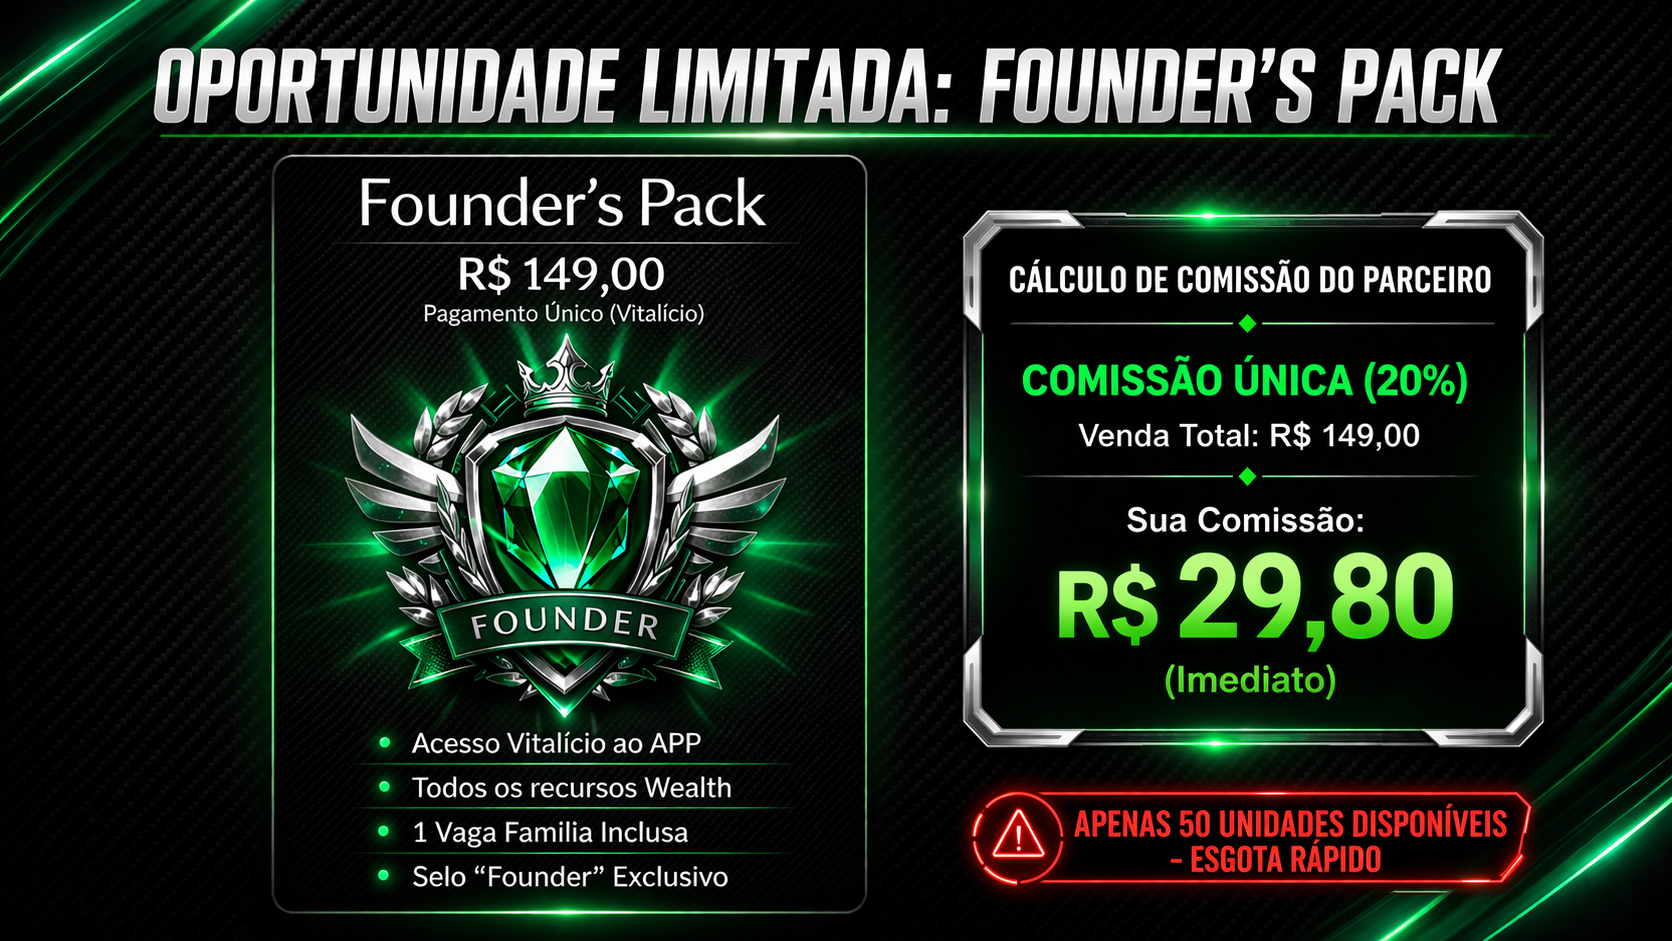 OPORTUNIDADE LIMITADA: FOUNDER’S PACK
Founder’s Pack
R$ 149,00
Pagamento Único (Vitalício)
FOUNDER
Acesso Vitalício ao APP
Todos os recursos Wealth
1 Vaga Familia Inclusa
Selo “Founder” Exclusivo
CÁLCULO DE COMISSÃO DO PARCEIRO
COMISSÃO ÚNICA (20%)
Venda Total: R$ 149,00
Sua Comissão:
R$ 29,80
(Imediato)
APENAS 50 UNIDADES DISPONÍVEIS
- ESGOTA RÁPIDO